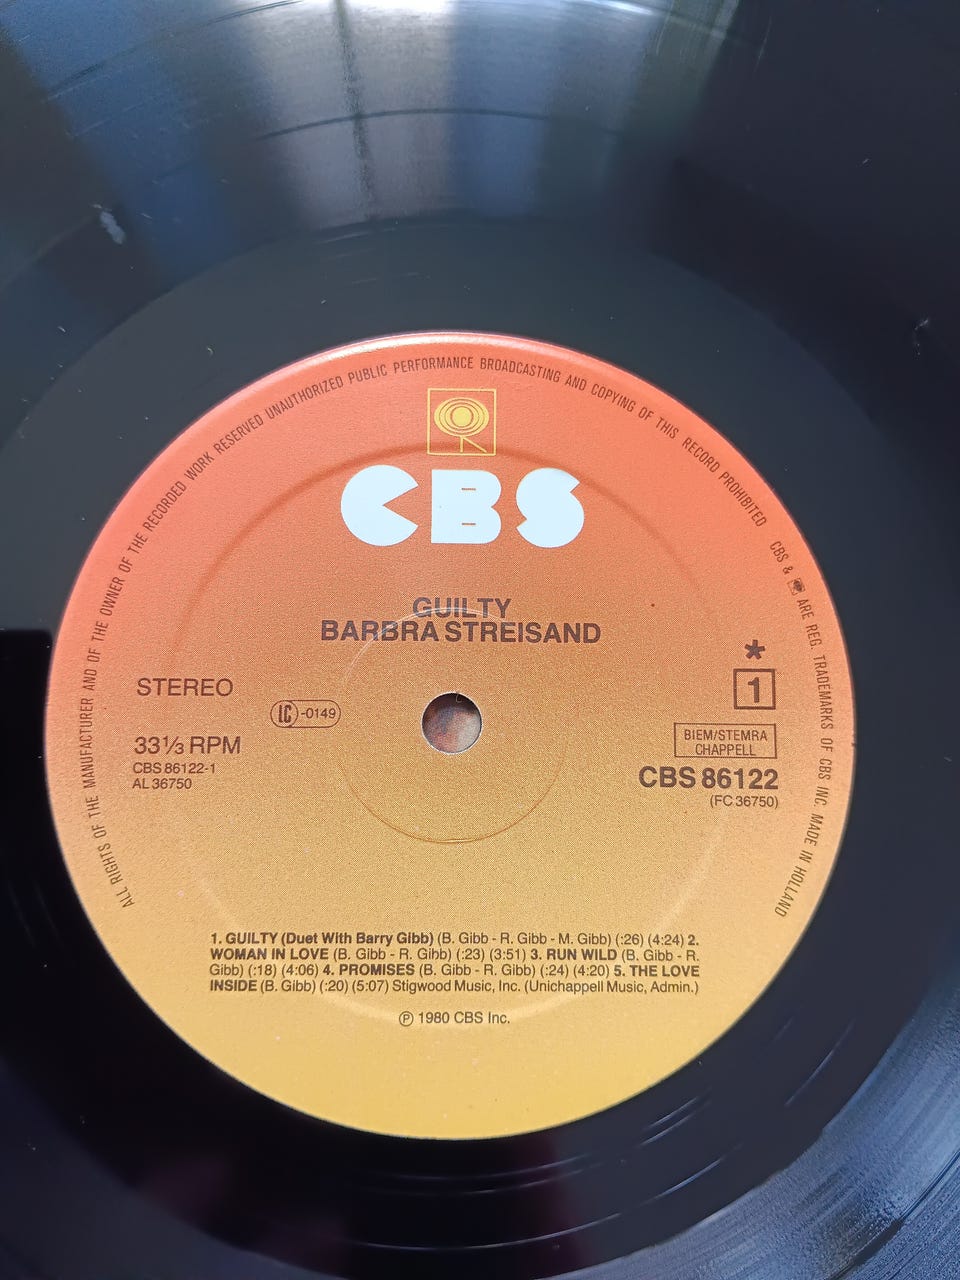 ALL RIGHTS OF THE MANUFACTURER AND OF THE OWNER OF THE RECORDED WORK RESERVED UNAUTHORIZED PUBLIC PERFORMANCE BROADCASTING AND COPYING OF THIS RECORD PROHIBITED CBS & ARE REG. TRADEMARKS OF CBS INC. MADE IN HOLLAND
CBS
GUILTY
BARBRA STREISAND
STEREO
LC-0149
33⅓ RPM
CBS 86122-1
AL 36750
*
1
BIEM/STEMRA
CHAPPELL
CBS 86122
(FC 36750)
1. GUILTY (Duet With Barry Gibb) (B. Gibb - R. Gibb - M. Gibb) (:26) (4:24) 2.
WOMAN IN LOVE (B. Gibb - R. Gibb) (:23) (3:51) 3. RUN WILD (B. Gibb - R.
Gibb) (:18) (4:06) 4. PROMISES (B. Gibb - R. Gibb) (:24) (4:20) 5. THE LOVE
INSIDE (B. Gibb) (:20) (5:07) Stigwood Music, Inc. (Unichappell Music, Admin.)
℗ 1980 CBS Inc.